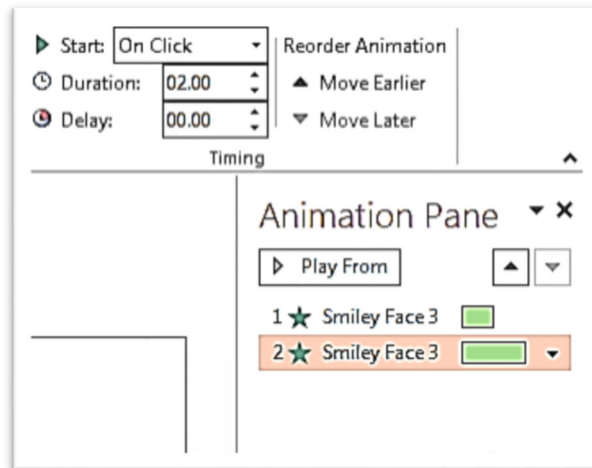 Start: On Click Reorder Animation
Duration: 02.00 Move Earlier
Delay: 00.00 Move Later
Timing
Animation Pane
Play From
1 Smiley Face 3
2 Smiley Face 3